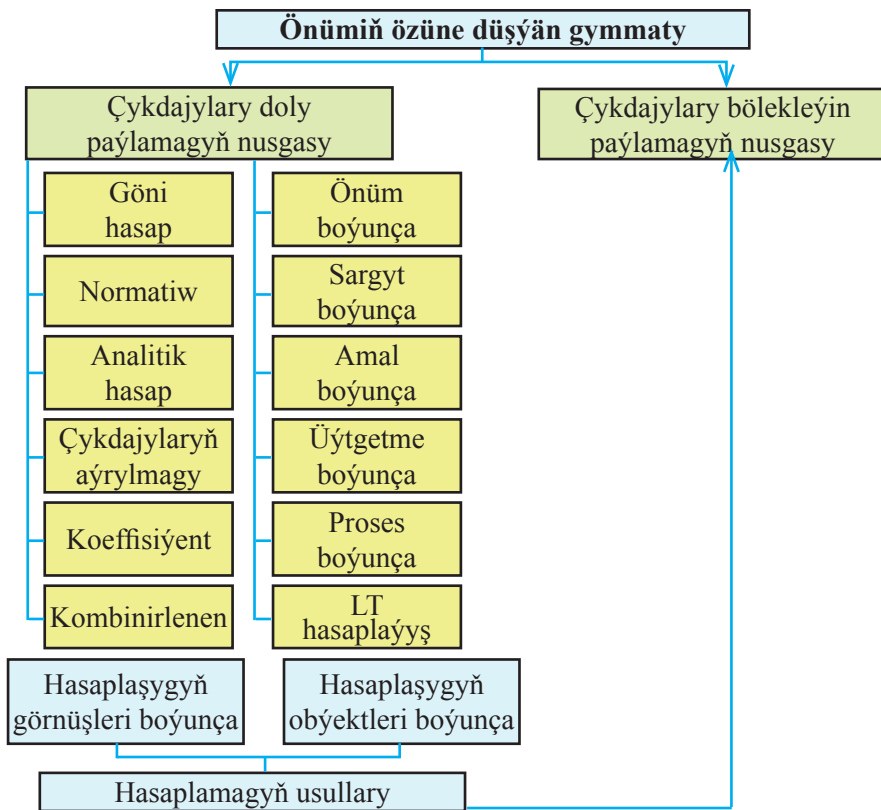 Önümiň özüne düşýän gymmaty
Çykdajylary doly
paýlamagyň nusgasy
Çykdajylary bölekleýin
paýlamagyň nusgasy
Göni
hasap
Normatiw
Analitik
hasap
Çykdajylaryň
aýrylmagy
Koeffisiýent
Kombinirlenen
Önüm
boýunça
Sargyt
boýunça
Amal
boýunça
Üýtgetme
boýunça
Proses
boýunça
LT
hasaplaýyş
Hasaplaşygyň
görnüşleri boýunça
Hasaplaşygyň
obýektleri boýunça
Hasaplamagyň usullary